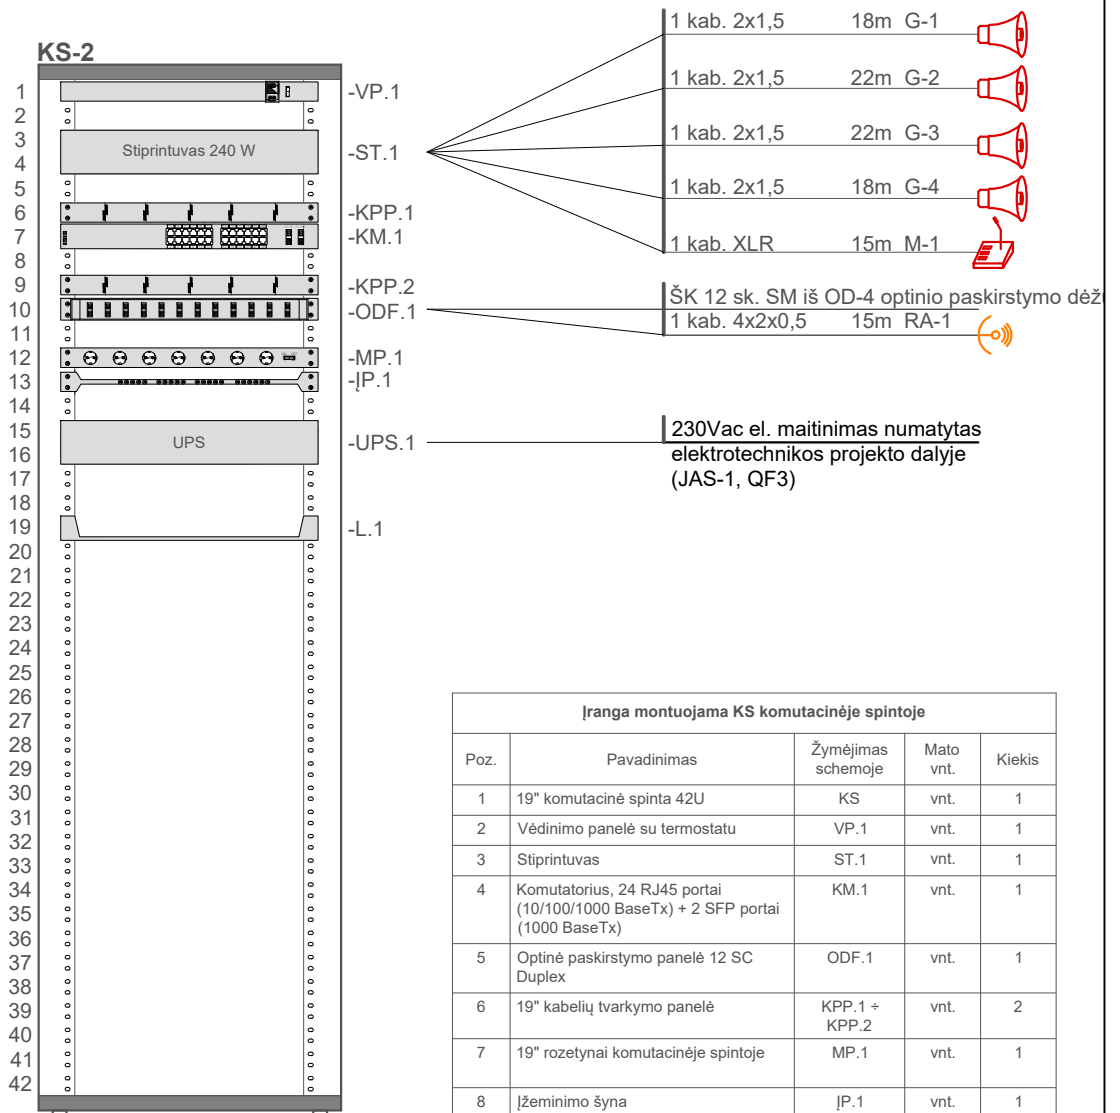 KS-2
1
2
3
4
5
6
7
8
9
10
11
12
13
14
15
16
17
18
19
20
21
22
23
24
25
26
27
28
29
30
31
32
33
34
35
36
37
38
39
40
41
42
Stiprintuvas 240 W
UPS
-VP.1
-ST.1
-KPP.1
-KM.1
-KPP.2
-ODF.1
-MP.1
-ĮP.1
-UPS.1
-L.1
1 kab. 2x1,5 18m G-1
1 kab. 2x1,5 22m G-2
1 kab. 2x1,5 22m G-3
1 kab. 2x1,5 18m G-4
1 kab. XLR 15m M-1
ŠK 12 sk. SM iš OD-4 optinio paskirstymo
1 kab. 4x2x0,5 15m RA-1
230Vac el. maitinimas numatytas
elektrotechnikos projekto dalyje
(JAS-1, QF3)
Įranga montuojama KS komutacinėje spintoje
Poz. Pavadinimas Žymėjimas schemoje Mato vnt. Kiekis
1 19" komutacinė spinta 42U KS vnt. 1
2 Vėdinimo panelė su termostatu VP.1 vnt. 1
3 Stiprintuvas ST.1 vnt. 1
4 Komutatorius, 24 RJ45 portai KM.1 vnt. 1
(10/100/1000 BaseTx) + 2 SFP portai
(1000 BaseTx)
5 Optinė paskirstymo panelė 12 SC ODF.1 vnt. 1
Duplex
6 19" kabelių tvarkymo panelė KPP.1 ÷ vnt. 2
KPP.2
7 19" rozetynai komutacinėje spintoje MP.1 vnt. 1
8 Įžeminimo šyna ĮP.1 vnt. 1